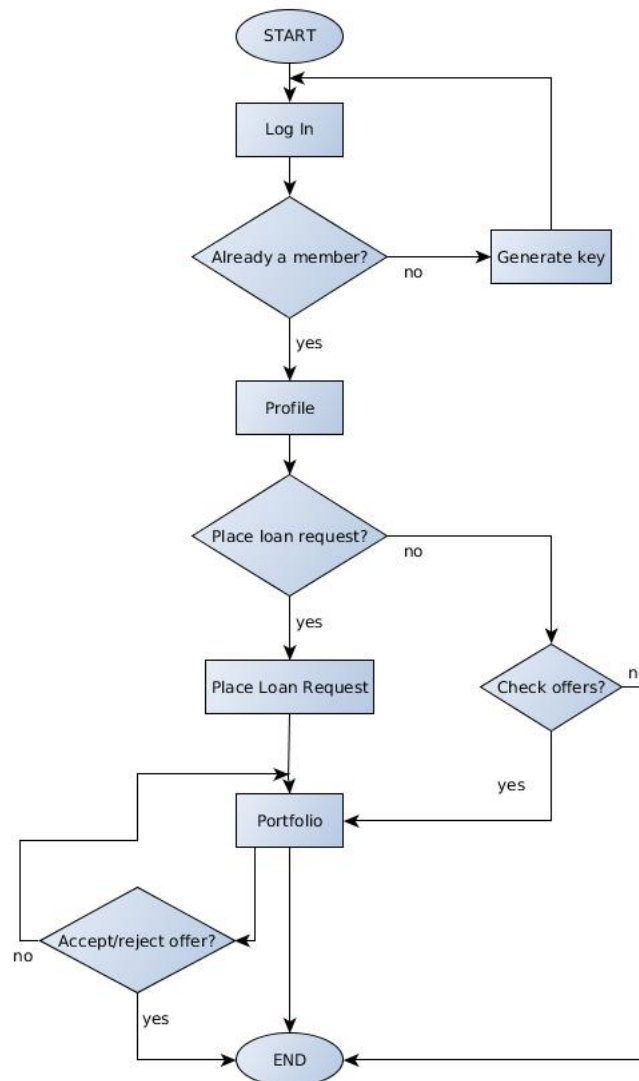 START
Log In
Already a member?
no
Generate key
yes
Profile
Place loan request?
no
yes
Place Loan Request
Check offers?
yes
Portfolio
Accept/reject offer?
no
yes
END